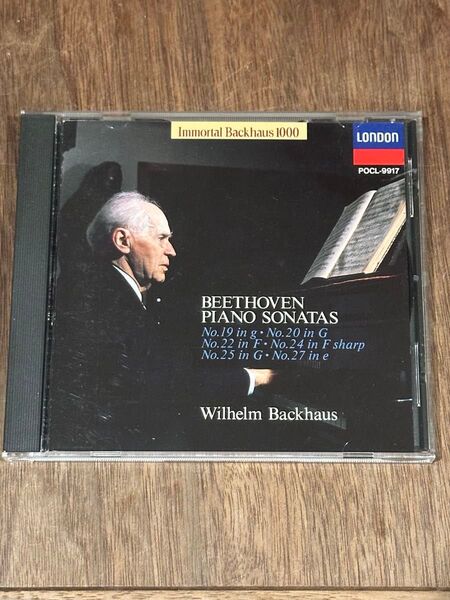 Immortal Backhaus 1000
LONDON
POCL-9917
BEETHOVEN
PIANO SONATAS
No.19 in g • No.20 in G
No.22 in F • No.24 in F sharp
No.25 in G • No.27 in e
Wilhelm Backhaus